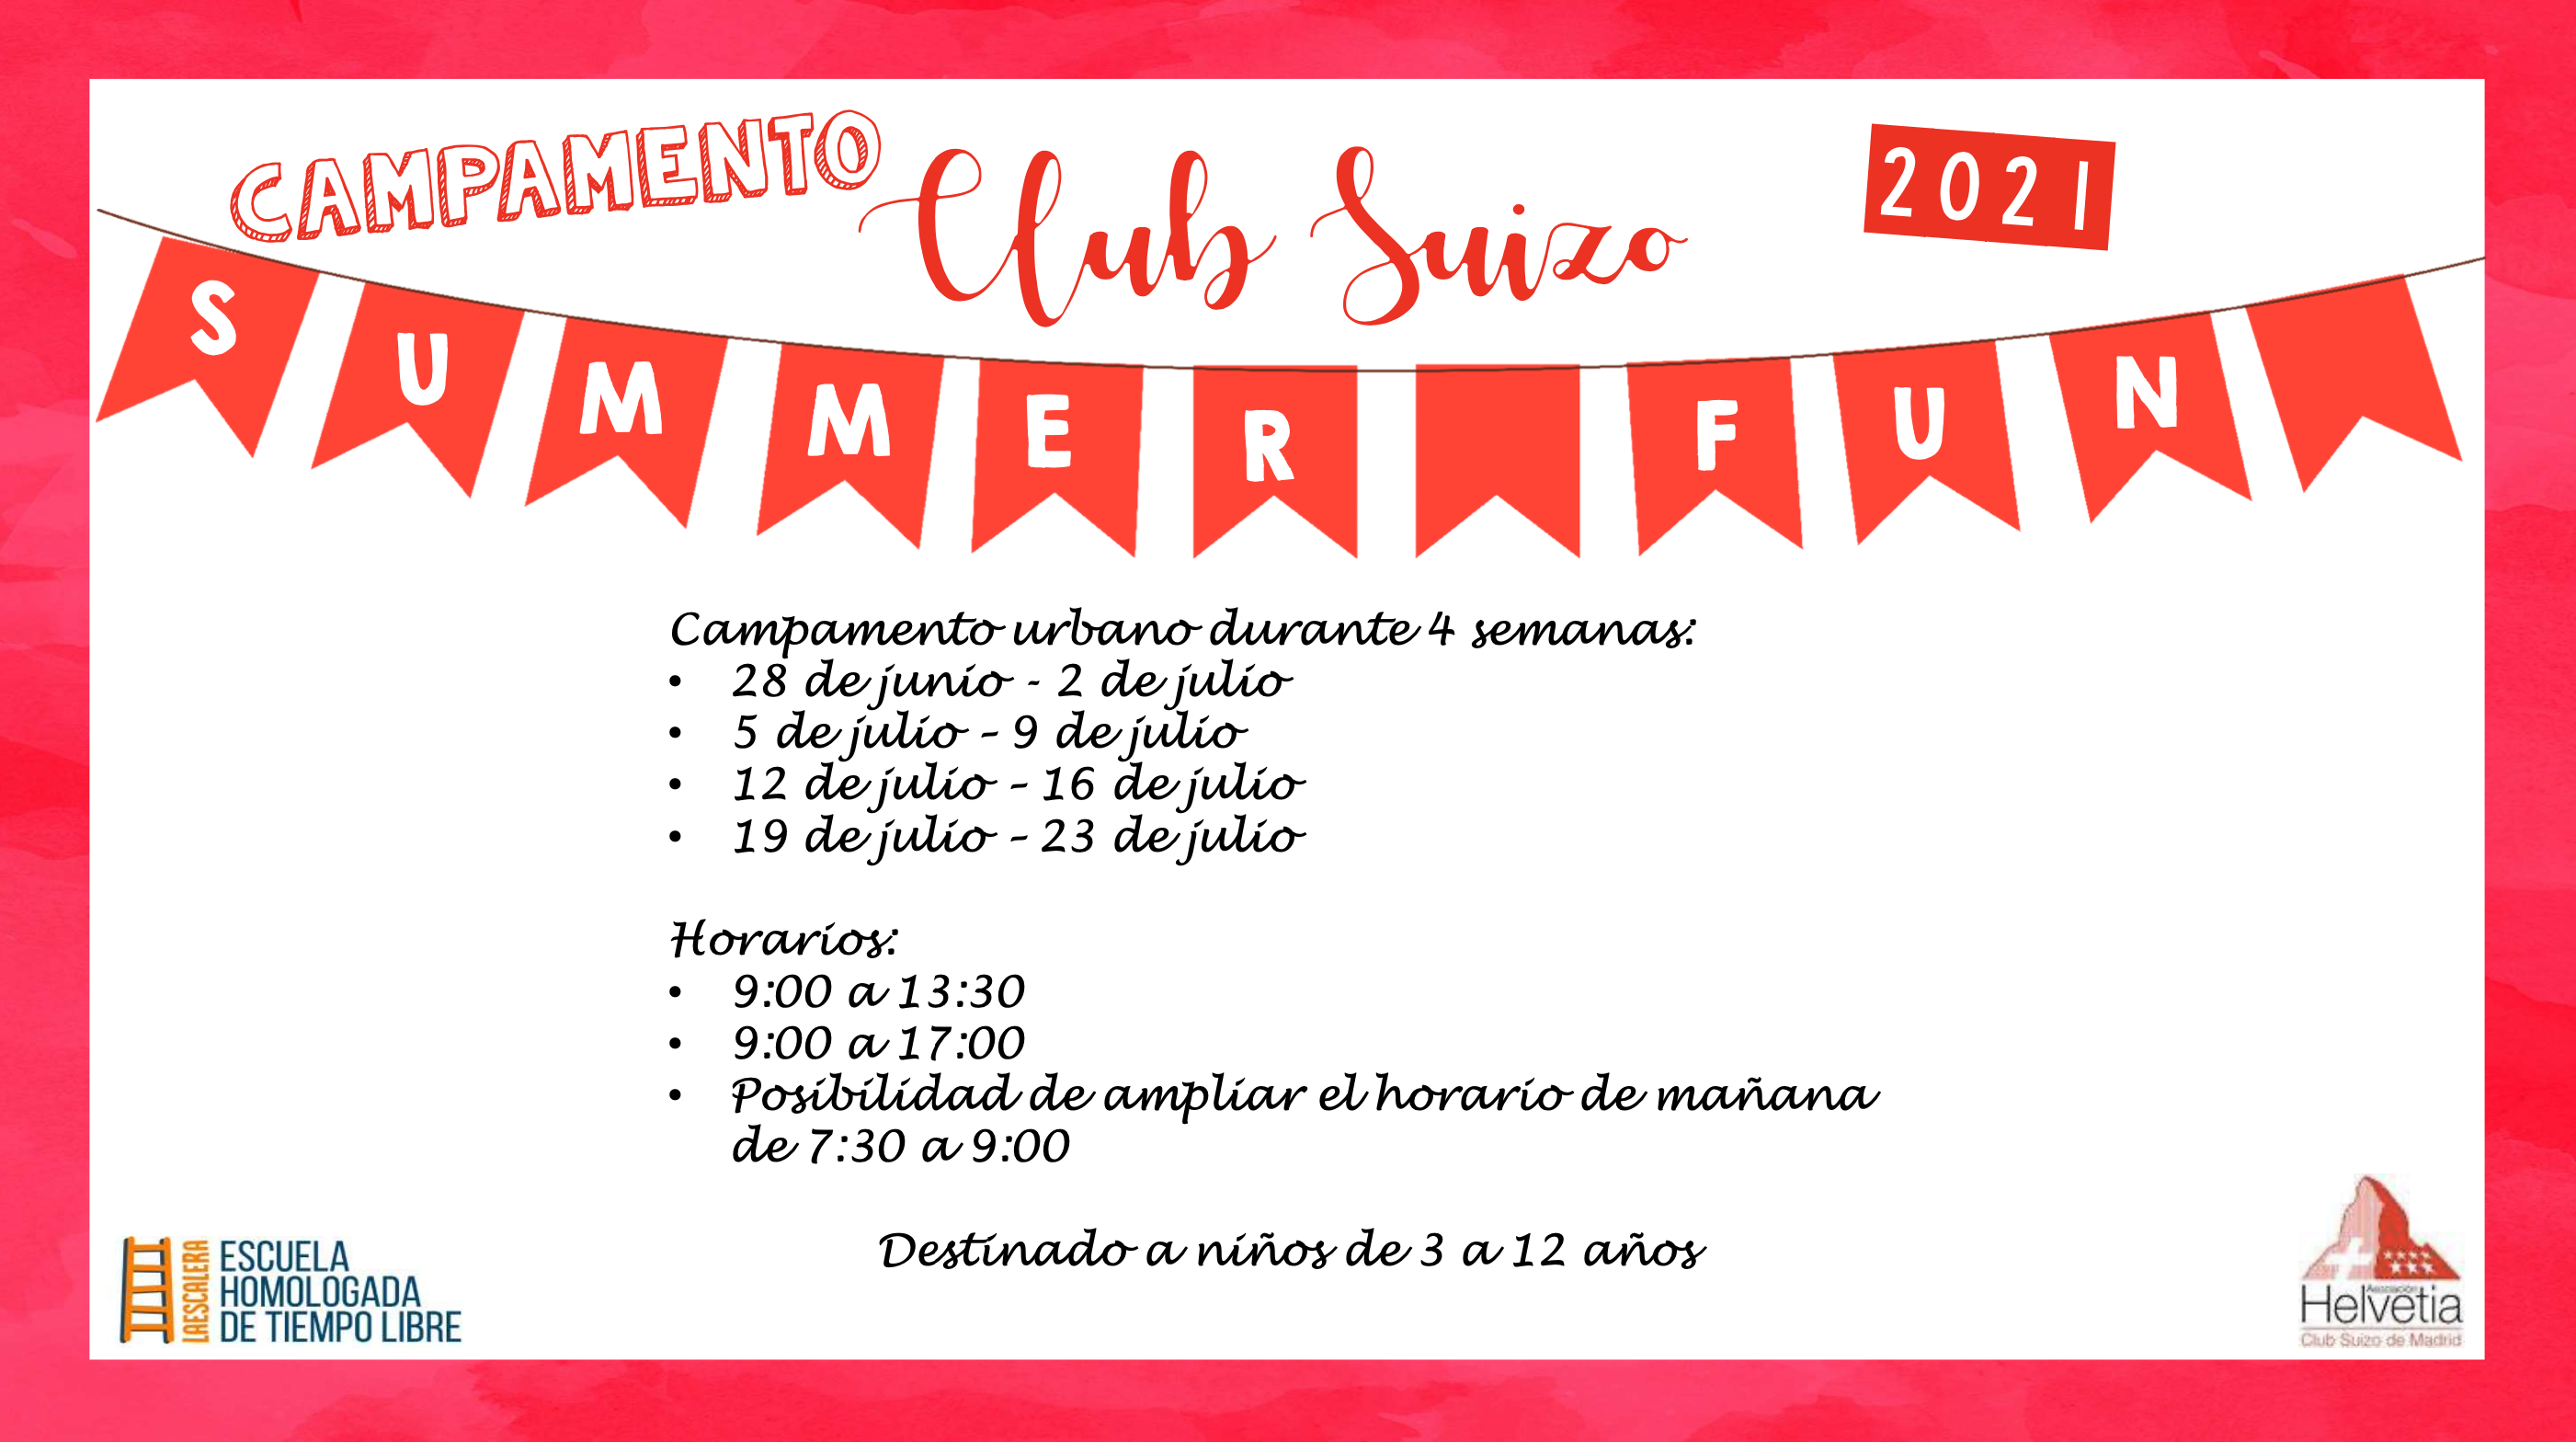 CAMPAMENTO Club Suizo 2021
SUMMER FUN
Campamento urbano durante 4 semanas:
• 28 de junio - 2 de julio
• 5 de julio – 9 de julio
• 12 de julio – 16 de julio
• 19 de julio – 23 de julio
Horarios:
• 9:00 a 13:30
• 9:00 a 17:00
• Posibilidad de ampliar el horario de mañana
de 7:30 a 9:00
Destinado a niños de 3 a 12 años
LAESCALERA
ESCUELA
HOMOLOGADA
DE TIEMPO LIBRE
Asociación
Helvetia
Club Suizo de Madrid